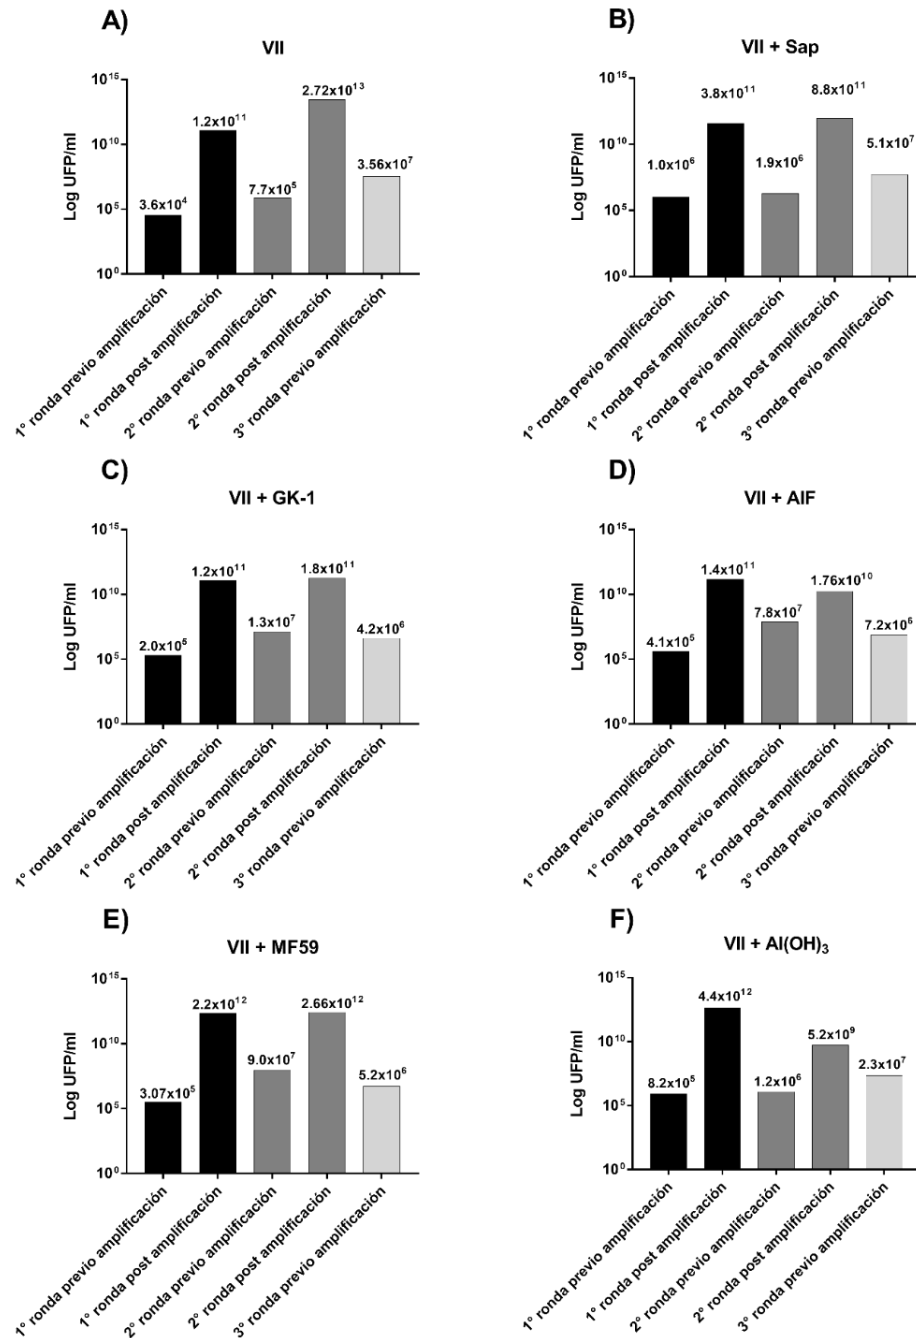 A)
VII
Log UFP/ml
10¹⁵
10¹⁰
10⁵
10⁰
3.6x10⁴
1.2x10¹¹
7.7x10⁵
2.72x10¹³
3.56x10⁷
1° ronda previo amplificación
1° ronda post amplificación
2° ronda previo amplificación
2° ronda post amplificación
3° ronda previo amplificación
B)
VII + Sap
Log UFP/ml
10¹⁵
10¹⁰
10⁵
10⁰
1.0x10⁶
3.8x10¹¹
1.9x10⁶
8.8x10¹¹
5.1x10⁷
1° ronda previo amplificación
1° ronda post amplificación
2° ronda previo amplificación
2° ronda post amplificación
3° ronda previo amplificación
C)
VII + GK-1
Log UFP/ml
10¹⁵
10¹⁰
10⁵
10⁰
2.0x10⁵
1.2x10¹¹
1.3x10⁷
1.8x10¹¹
4.2x10⁶
1° ronda previo amplificación
1° ronda post amplificación
2° ronda previo amplificación
2° ronda post amplificación
3° ronda previo amplificación
D)
VII + AIF
Log UFP/ml
10¹⁵
10¹⁰
10⁵
10⁰
4.1x10⁵
1.4x10¹¹
7.8x10⁷
1.76x10¹⁰
7.2x10⁶
1° ronda previo amplificación
1° ronda post amplificación
2° ronda previo amplificación
2° ronda post amplificación
3° ronda previo amplificación
E)
VII + MF59
Log UFP/ml
10¹⁵
10¹⁰
10⁵
10⁰
3.07x10⁵
2.2x10¹²
9.0x10⁷
2.66x10¹²
5.2x10⁶
1° ronda previo amplificación
1° ronda post amplificación
2° ronda previo amplificación
2° ronda post amplificación
3° ronda previo amplificación
F)
VII + Al(OH)₃
Log UFP/ml
10¹⁵
10¹⁰
10⁵
10⁰
8.2x10⁵
4.4x10¹²
1.2x10⁶
5.2x10⁹
2.3x10⁷
1° ronda previo amplificación
1° ronda post amplificación
2° ronda previo amplificación
2° ronda post amplificación
3° ronda previo amplificación